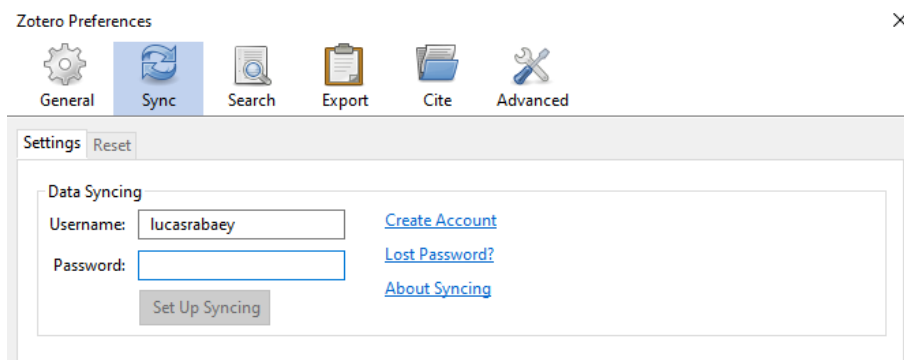 Zotero Preferences
General Sync Search Export Cite Advanced
Settings Reset
Data Syncing
Username: lucasrabaey Create Account
Password: Lost Password?
Set Up Syncing About Syncing